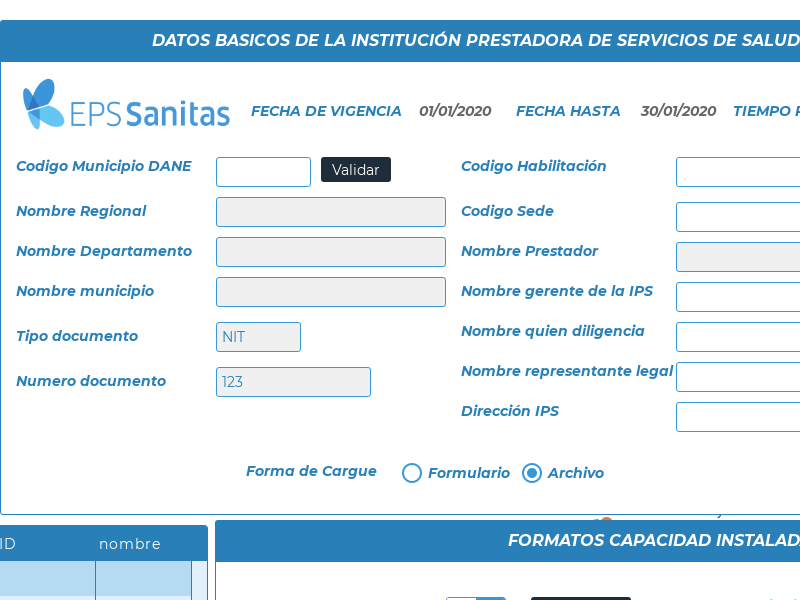 DATOS BASICOS DE LA INSTITUCIÓN PRESTADORA DE SERVICIOS DE SALUD
EPS Sanitas FECHA DE VIGENCIA 01/01/2020 FECHA HASTA 30/01/2020 TIEMPO
Codigo Municipio DANE Validar Codigo Habilitación
Nombre Regional Codigo Sede
Nombre Departamento Nombre Prestador
Nombre municipio Nombre gerente de la IPS
Tipo documento NIT Nombre quien diligencia
Numero documento 123 Nombre representante legal
Dirección IPS
Forma de Cargue Formulario Archivo
ID nombre
FORMATOS CAPACIDAD INSTALAD